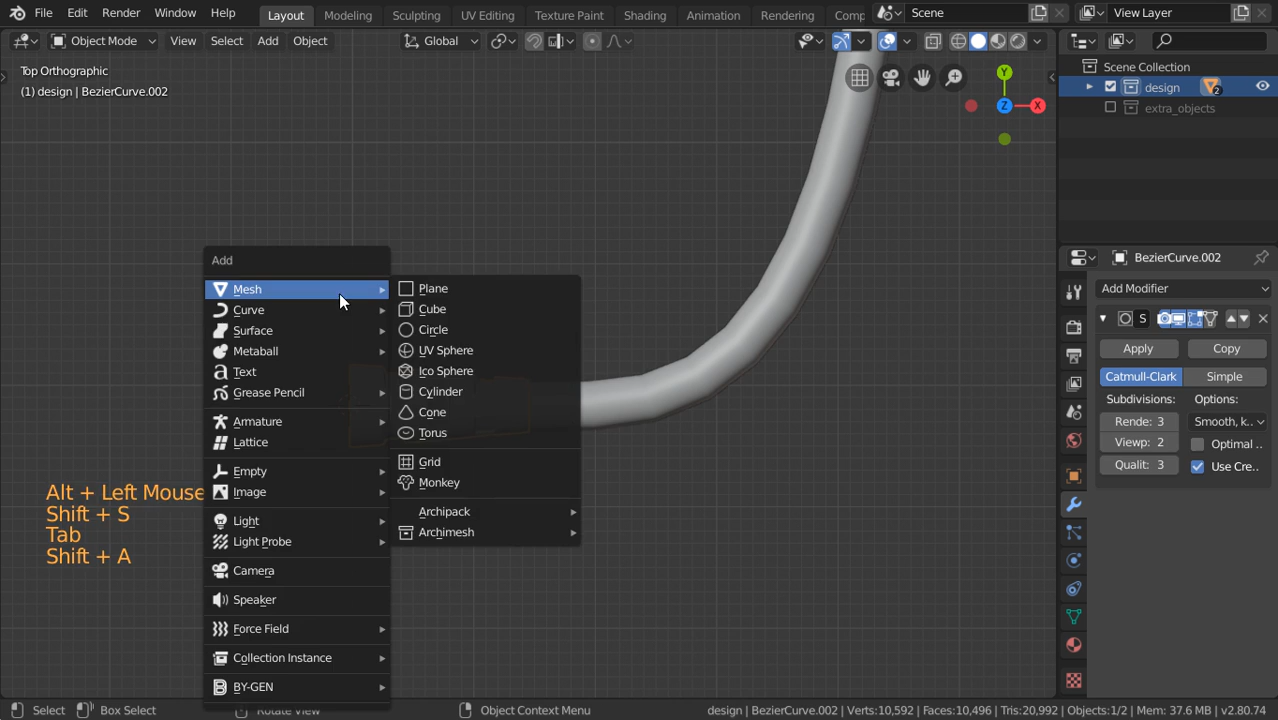 File Edit Render Window Help Layout Modeling Sculpting UV Editing Texture Paint Shading Animation Rendering Comp Scene View Layer
Object Mode View Select Add Object Global
Top Orthographic
(1) design | BezierCurve.002
Y
Z
X
Scene Collection
design
2
extra_objects
Add
Mesh
Curve
Surface
Metaball
Text
Grease Pencil
Armature
Lattice
Empty
Image
Light
Light Probe
Camera
Speaker
Force Field
Collection Instance
BY-GEN
Plane
Cube
Circle
UV Sphere
Ico Sphere
Cylinder
Cone
Torus
Grid
Monkey
Archipack
Archimesh
Alt + Left Mouse
Shift + S
Tab
Shift + A
BezierCurve.002
Add Modifier
S
Apply Copy
Catmull-Clark Simple
Subdivisions: Options:
Rende: 3 Smooth, k..
Viewp: 2 Optimal ..
Qualit: 3 Use Cre..
Select Box Select Rotate View Object Context Menu design | BezierCurve.002 | Verts:10,592 | Faces:10,496 | Tris:20,992 | Objects:1/2 | Mem: 37.6 MB | v2.80.74